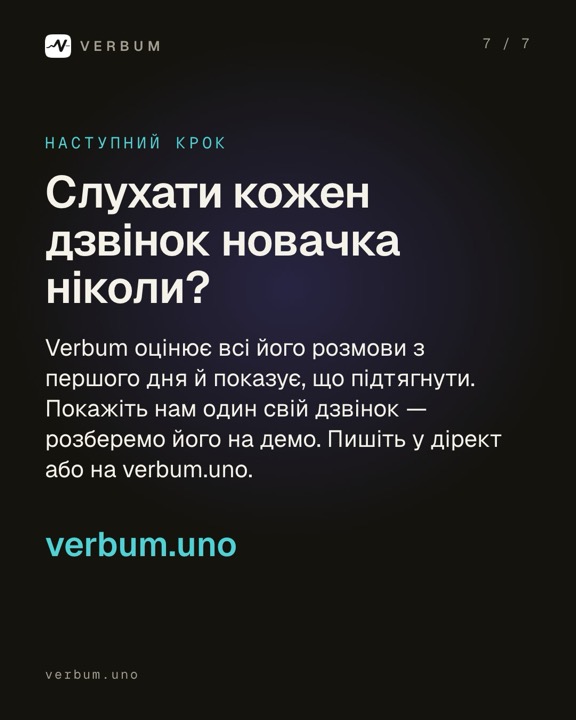 VERBUM
7 / 7
НАСТУПНИЙ КРОК
Слухати кожен
дзвінок новачка
ніколи?
Verbum оцінює всі його розмови з
першого дня й показує, що підтягнути.
Покажіть нам один свій дзвінок —
розберемо його на демо. Пишіть у дірект
або на verbum.uno.
verbum.uno
verbum.uno